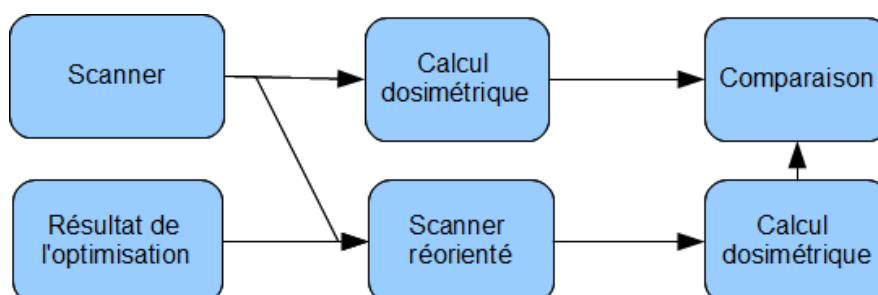 Scanner
Calcul
dosimétrique
Comparaison
Résultat de
l'optimisation
Scanner
réorienté
Calcul
dosimétrique